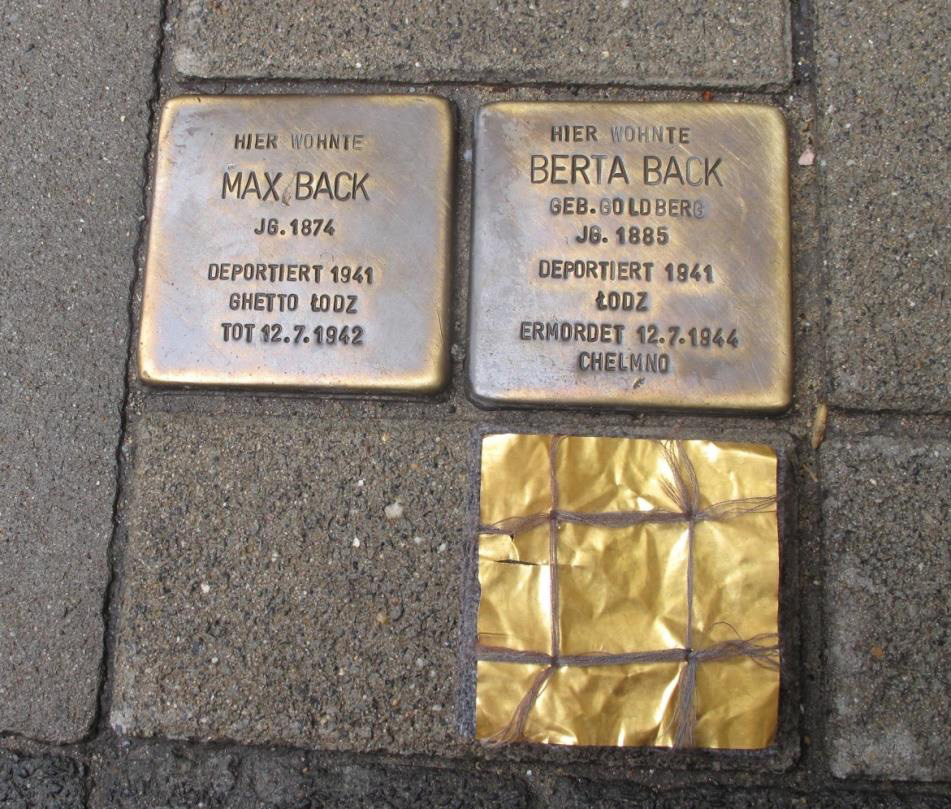 HIER WOHNTE
MAX BACK
JG. 1874
DEPORTIERT 1941
GHETTO ŁODZ
TOT 12.7.1942
HIER WOHNTE
BERTA BACK
GEB. GOLDBERG
JG. 1885
DEPORTIERT 1941
ŁODZ
ERMORDET 12.7.1944
CHELMNO